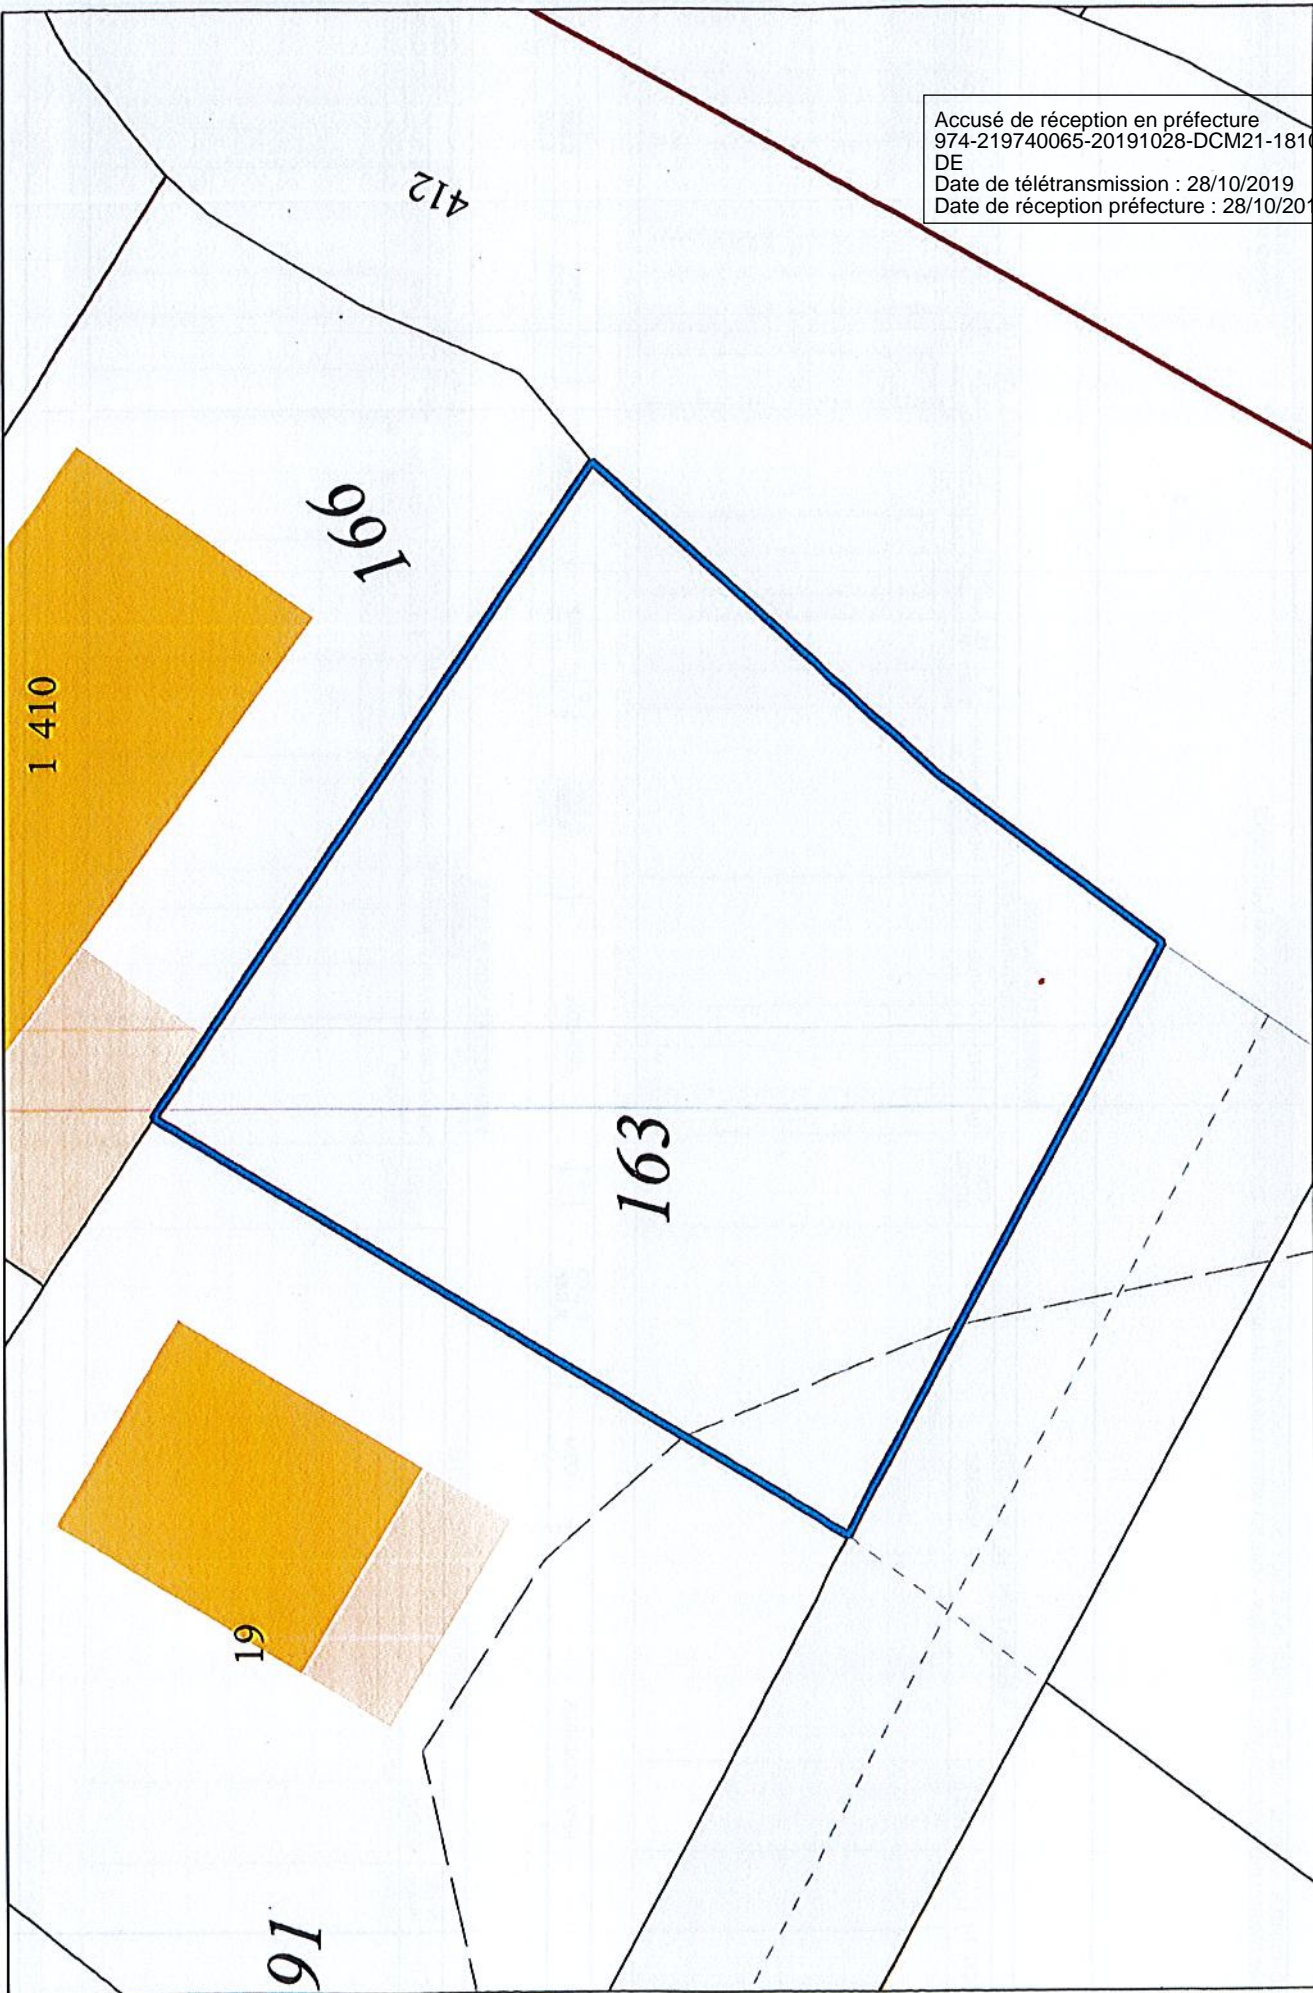 Accusé de réception en préfecture
974-219740065-20191028-DCM21-181
DE
Date de télétransmission : 28/10/2019
Date de réception préfecture : 28/10/201
412
166
1 410
163
19
91